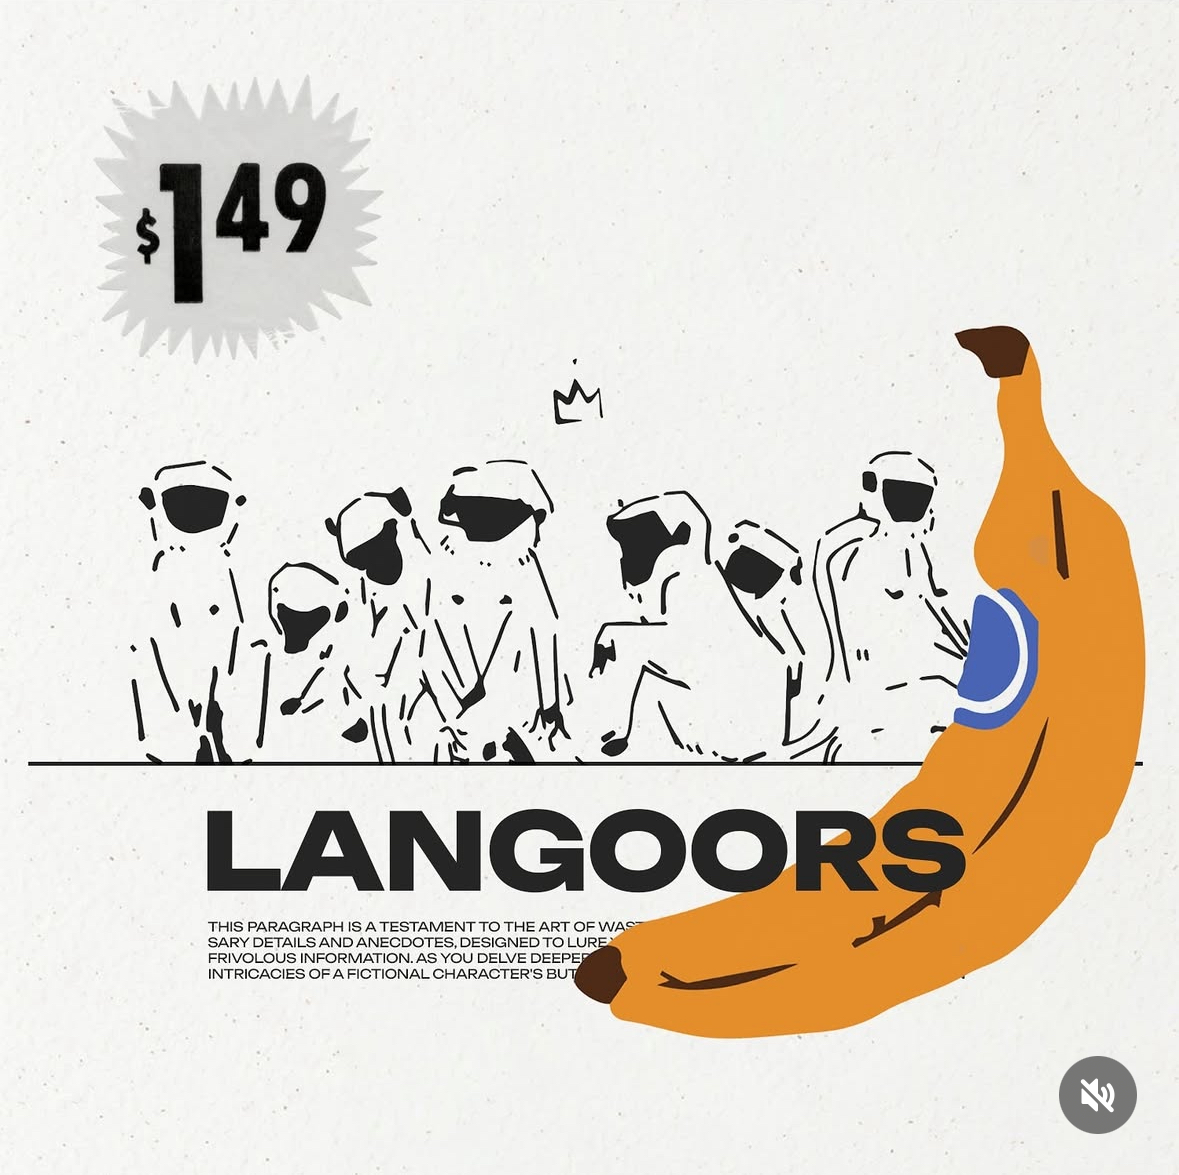 $149
LANGOORS
THIS PARAGRAPH IS A TESTAMENT TO THE ART OF
SARY DETAILS AND ANECDOTES, DESIGNED TO LURE
FRIVOLOUS INFORMATION. AS YOU DELVE DEEPER
INTRICACIES OF A FICTIONAL CHARACTER'S